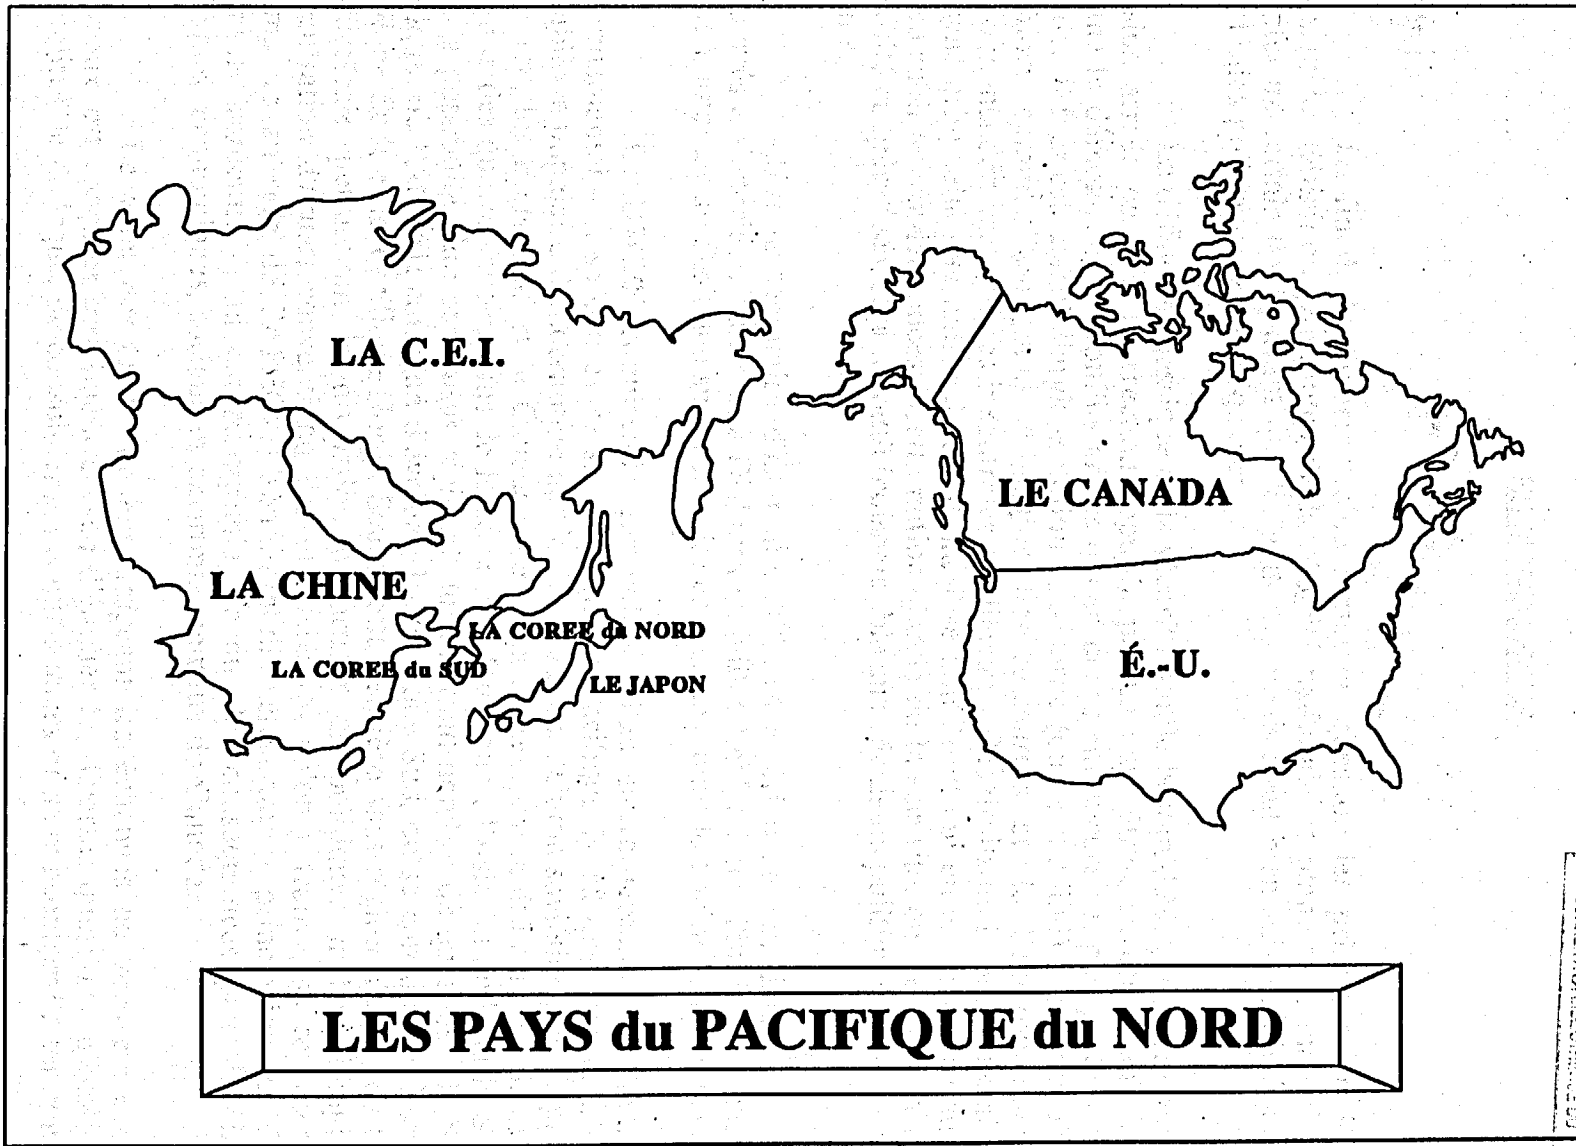 LA C.E.I.
LE CANADA
LA CHINE
LA COREE du NORD
LA COREE du SUD
LE JAPON
É.-U.
LES PAYS du PACIFIQUE du NORD